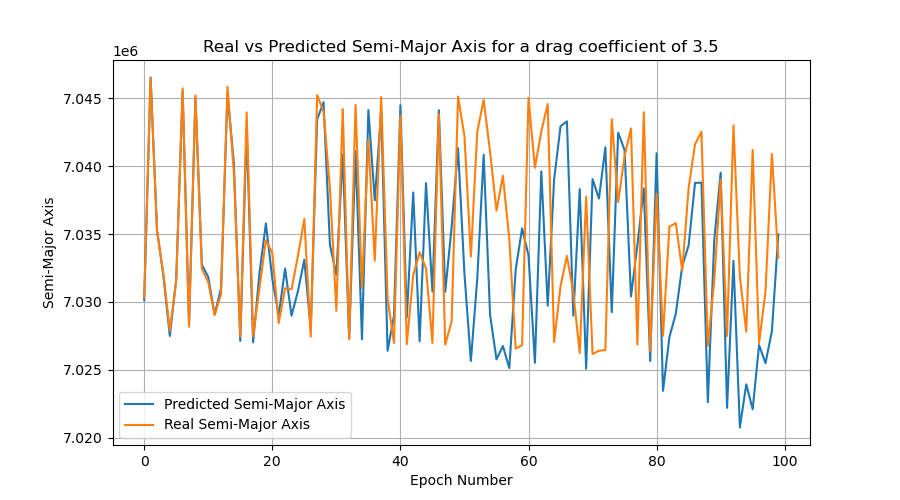 Real vs Predicted Semi-Major Axis for a drag coefficient of 3.5
1e6
7.045
7.040
7.035
7.030
7.025
7.020
Semi-Major Axis
Predicted Semi-Major Axis
Real Semi-Major Axis
0 20 40 60 80 100
Epoch Number